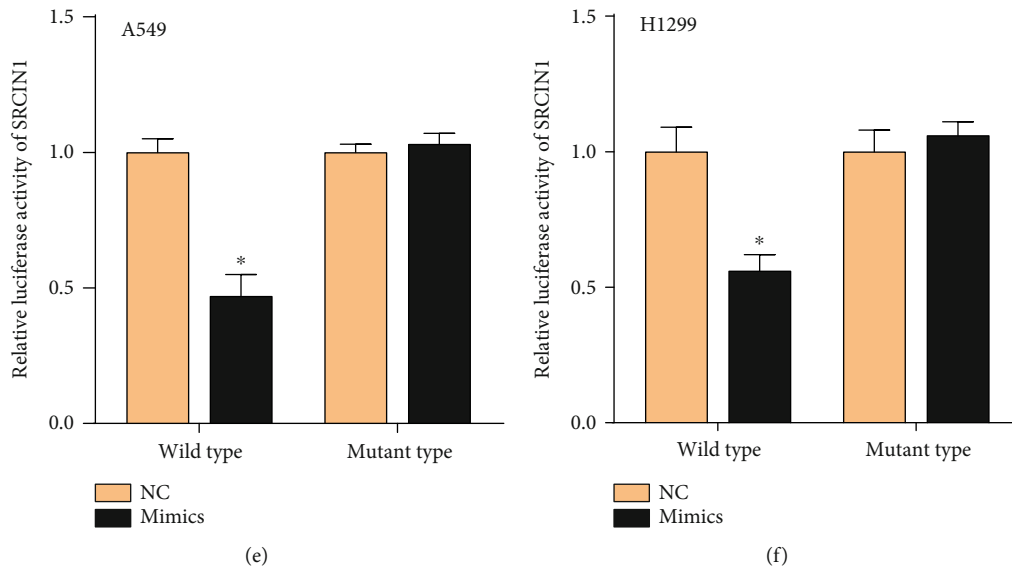 A549
Relative luciferase activity of SRCIN1
1.5
1.0
0.5
0.0
*
Wild type
Mutant type
NC
Mimics
(e)
H1299
Relative luciferase activity of SRCIN1
1.5
1.0
0.5
0.0
*
Wild type
Mutant type
NC
Mimics
(f)